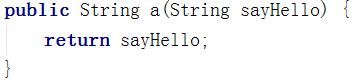 public String a(String sayHello) {
    return sayHello;
}